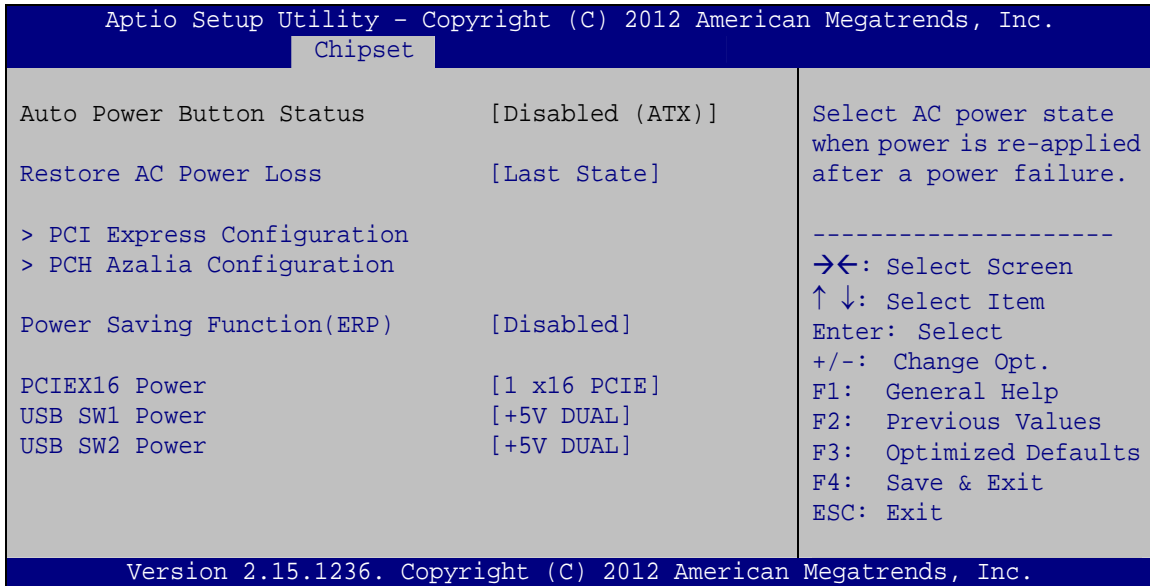 Aptio Setup Utility – Copyright (C) 2012 American Megatrends, Inc.
Chipset
Auto Power Button Status [Disabled (ATX)]
Restore AC Power Loss [Last State]
> PCI Express Configuration
> PCH Azalia Configuration
Power Saving Function(ERP) [Disabled]
PCIEX16 Power [1 x16 PCIE]
USB SW1 Power [+5V DUAL]
USB SW2 Power [+5V DUAL]
Select AC power state
when power is re-applied
after a power failure.
---------------------
→←: Select Screen
↑ ↓: Select Item
Enter: Select
+/-: Change Opt.
F1: General Help
F2: Previous Values
F3: Optimized Defaults
F4: Save & Exit
ESC: Exit
Version 2.15.1236. Copyright (C) 2012 American Megatrends, Inc.